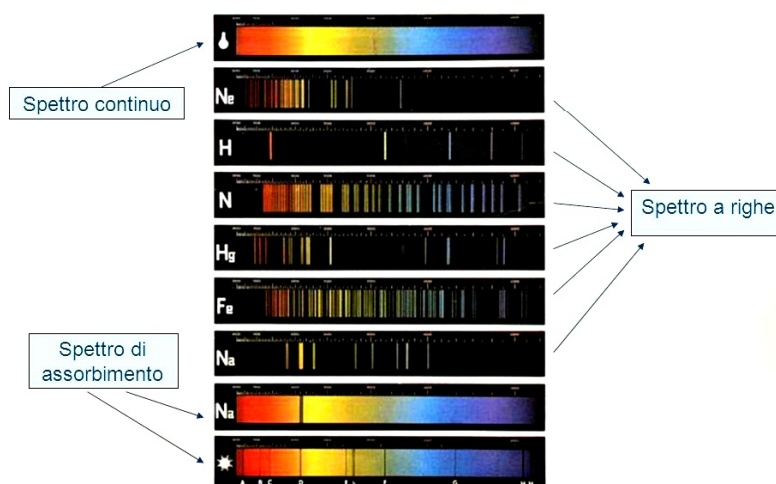 Spettro continuo
Ne
H
N
Spettro a righe
Hg
Fe
Na
Spettro di
assorbimento
Na
A B C D E b F G H H